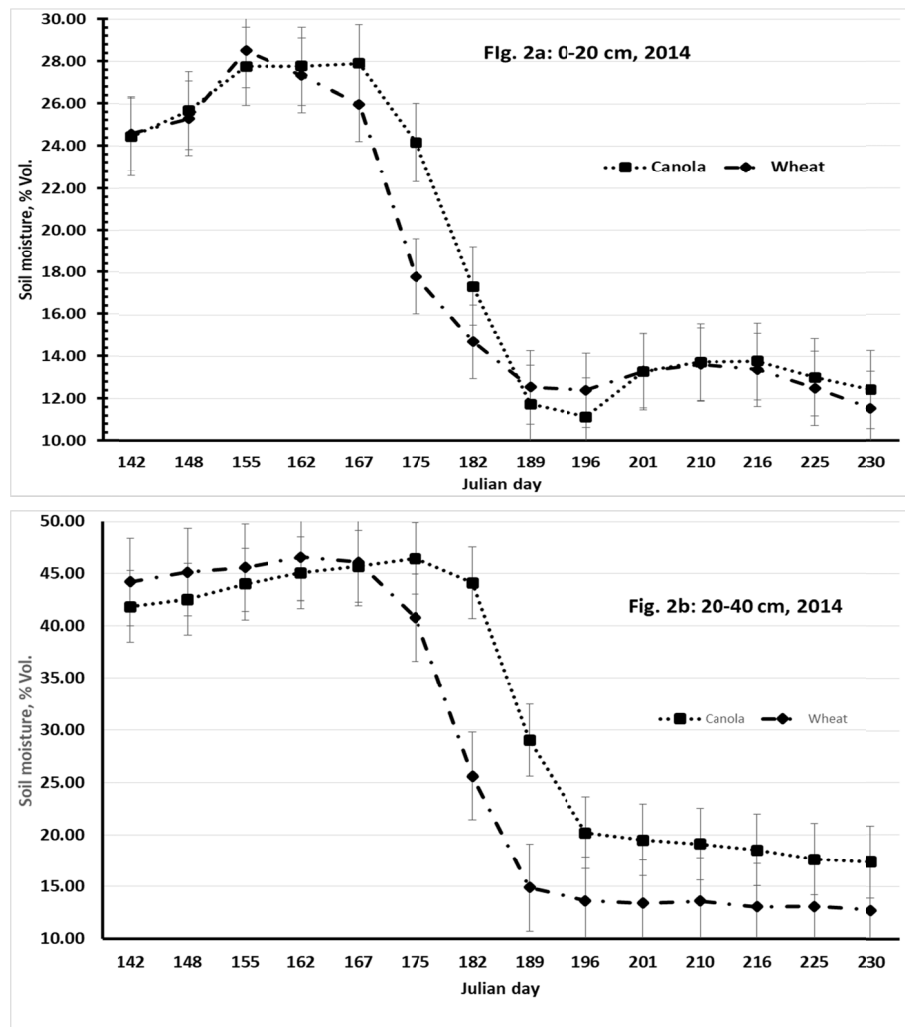 30.00
FIg. 2a: 0-20 cm, 2014
28.00
26.00
24.00
Canola Wheat
22.00
20.00
18.00
16.00
14.00
12.00
10.00
Soil moisture, % Vol.
142 148 155 162 167 175 182 189 196 201 210 216 225 230
Julian day
50.00
45.00
Fig. 2b: 20-40 cm, 2014
40.00
35.00
30.00
Canola Wheat
25.00
20.00
15.00
10.00
Soil moisture, % Vol.
142 148 155 162 167 175 182 189 196 201 210 216 225 230
Julian day